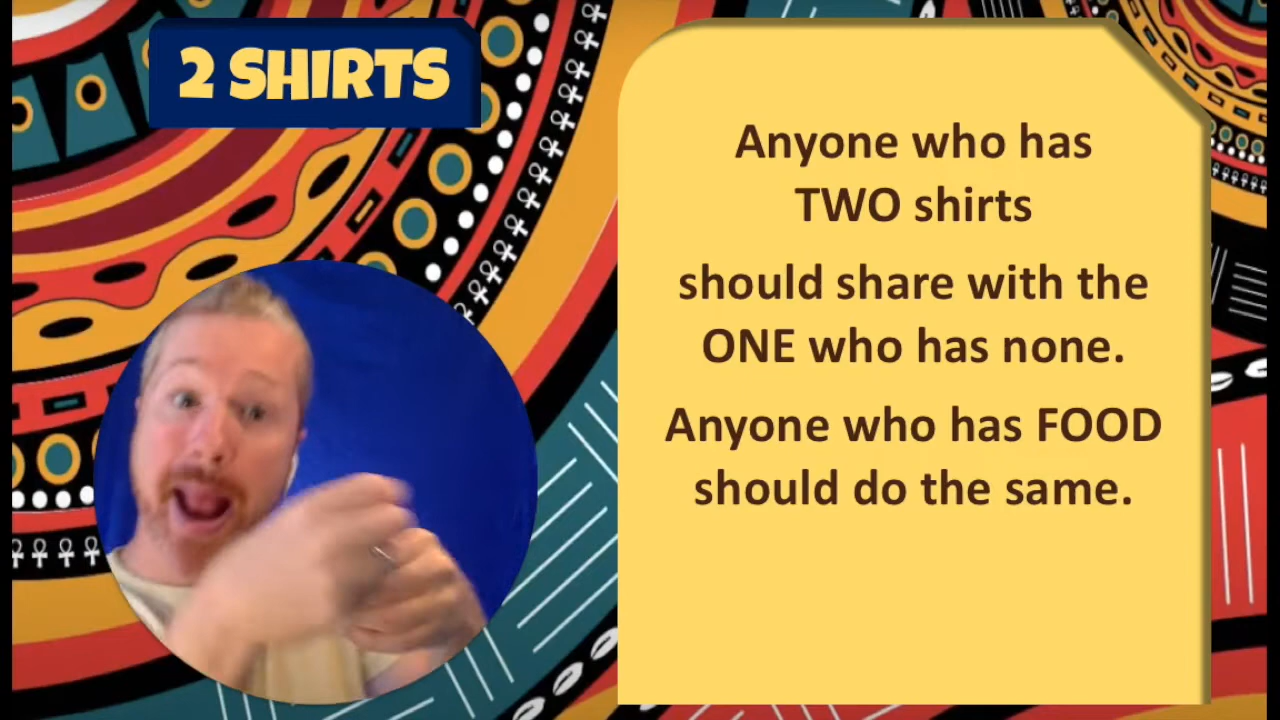 2 SHIRTS
Anyone who has
TWO shirts
should share with the
ONE who has none.
Anyone who has FOOD
should do the same.